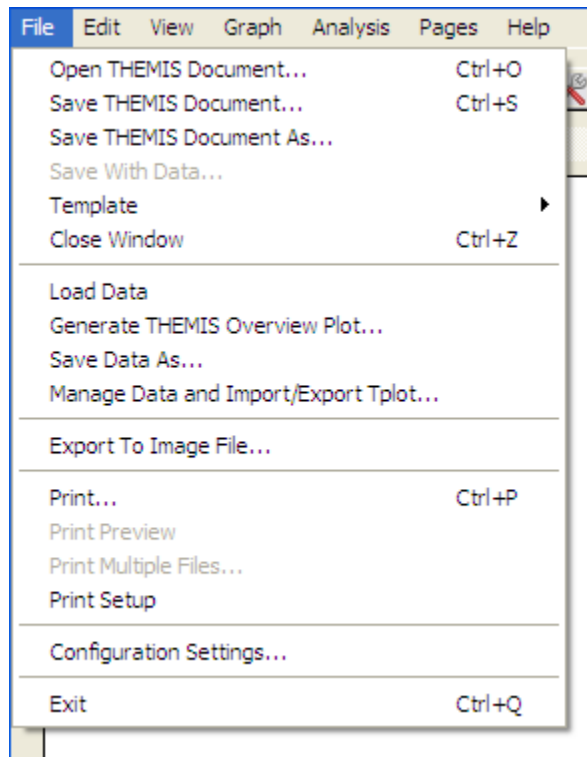 File Edit View Graph Analysis Pages Help
Open THEMIS Document... Ctrl+O
Save THEMIS Document... Ctrl+S
Save THEMIS Document As...
Save With Data...
Template
Close Window Ctrl+Z
Load Data
Generate THEMIS Overview Plot...
Save Data As...
Manage Data and Import/Export Tplot...
Export To Image File...
Print... Ctrl+P
Print Preview
Print Multiple Files...
Print Setup
Configuration Settings...
Exit Ctrl+Q